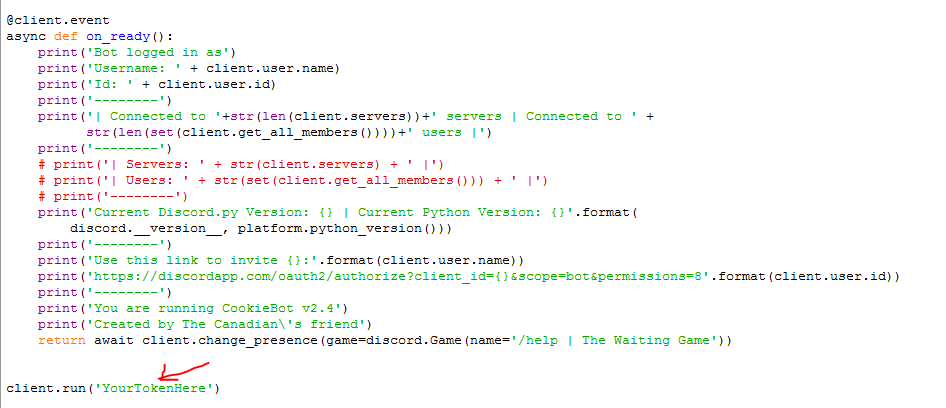 @client.event
async def on_ready():
    print('Bot logged in as')
    print('Username: ' + client.user.name)
    print('Id: ' + client.user.id)
    print('--------')
    print('| Connected to '+str(len(client.servers))+' servers | Connected to ' +
          str(len(set(client.get_all_members())))+' users |')
    print('--------')
    # print('| Servers: ' + str(client.servers) + ' |')
    # print('| Users: ' + str(set(client.get_all_members())) + ' |')
    # print('--------')
    print('Current Discord.py Version: {} | Current Python Version: {}'.format(
        discord.__version__, platform.python_version()))
    print('--------')
    print('Use this link to invite {}:'.format(client.user.name))
    print('https://discordapp.com/oauth2/authorize?client_id={}&scope=bot&permissions=8'.format(client.user.id))
    print('--------')
    print('You are running CookieBot v2.4')
    print('Created by The Canadian\'s friend')
    return await client.change_presence(game=discord.Game(name='/help | The Waiting Game'))
client.run('YourTokenHere')